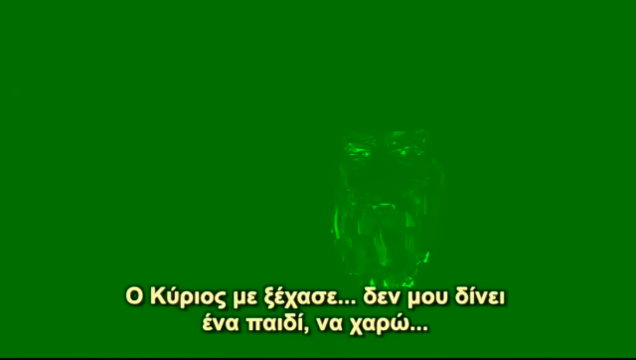 Ο Κύριος με ξέχασε... δεν μου δίνει
ένα παιδί, να χαρώ...